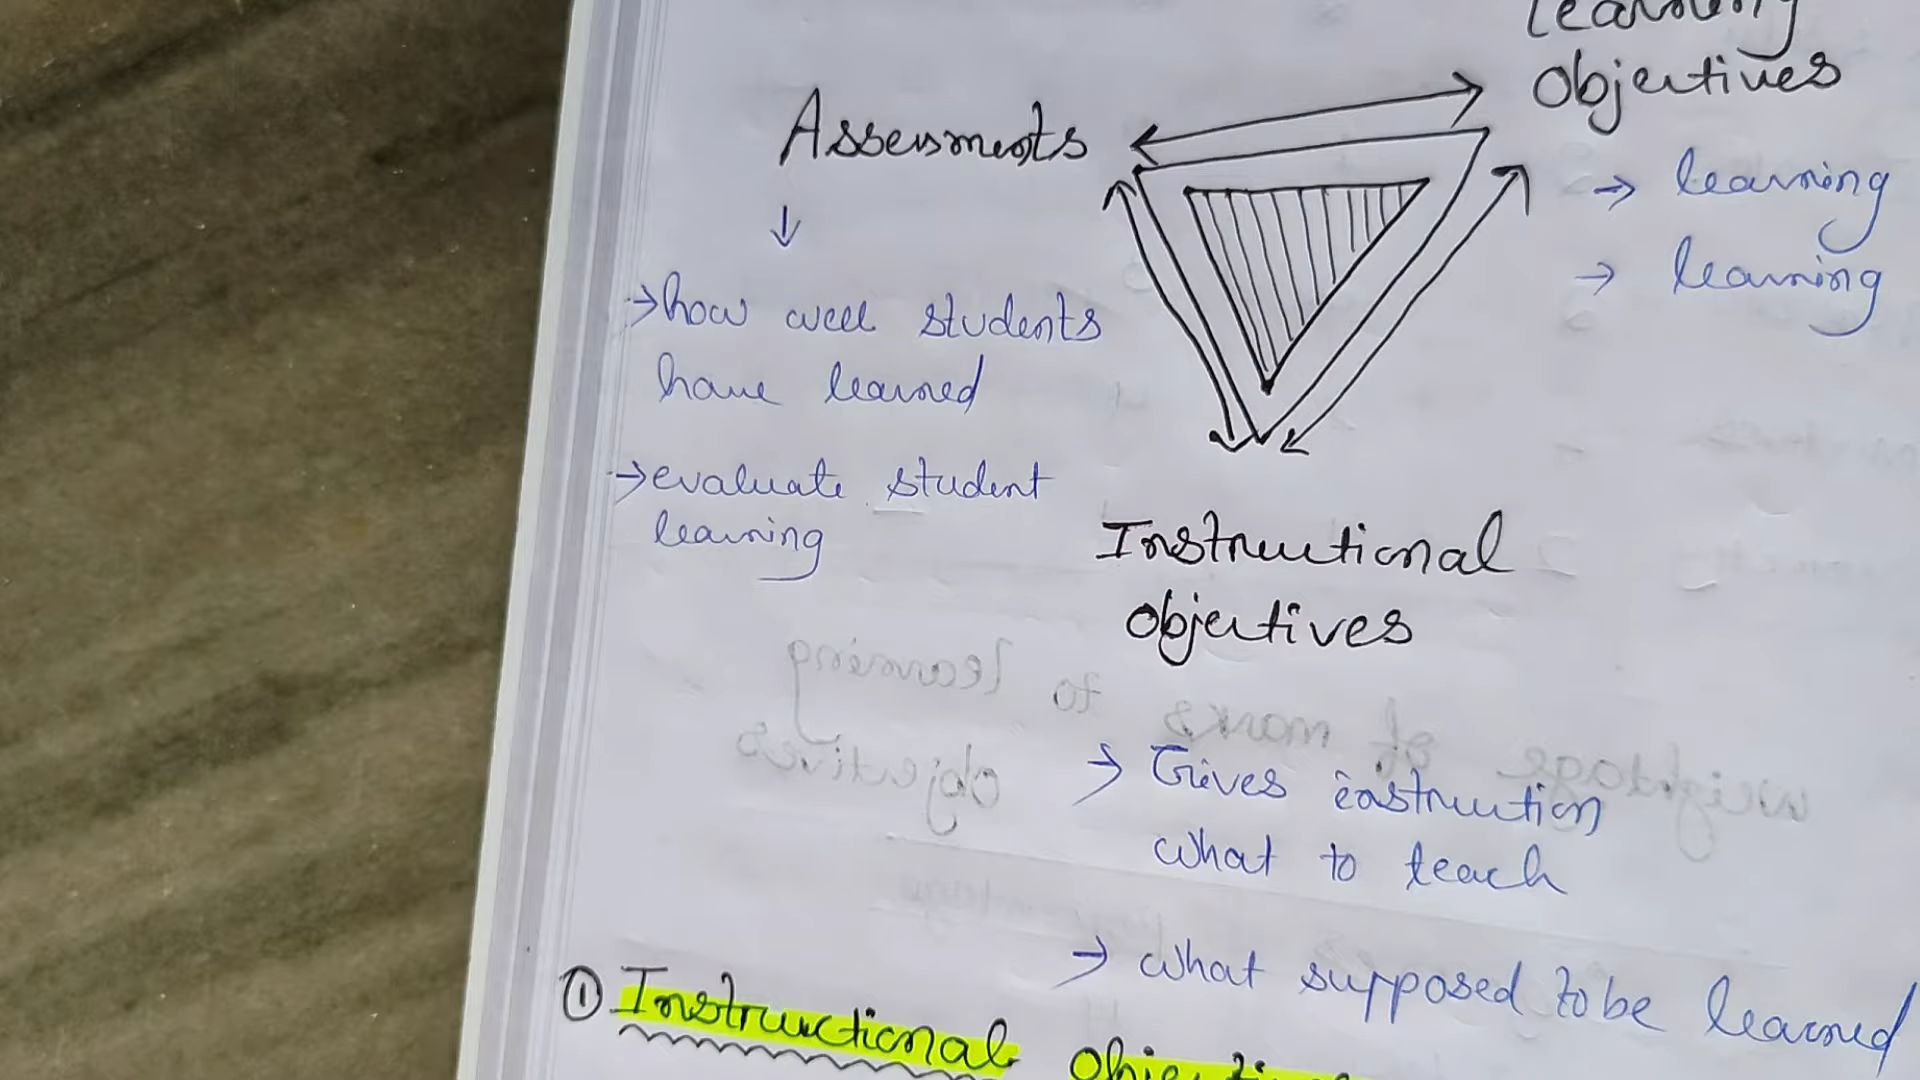 Learning
Objectives
Assessments
→ learning
→ learning
↓
→ how well students
have learned
→ evaluate student
learning
Instructional
objectives
→ Gives instruction
what to teach
→ what supposed to be learned
① Instructional Objecti